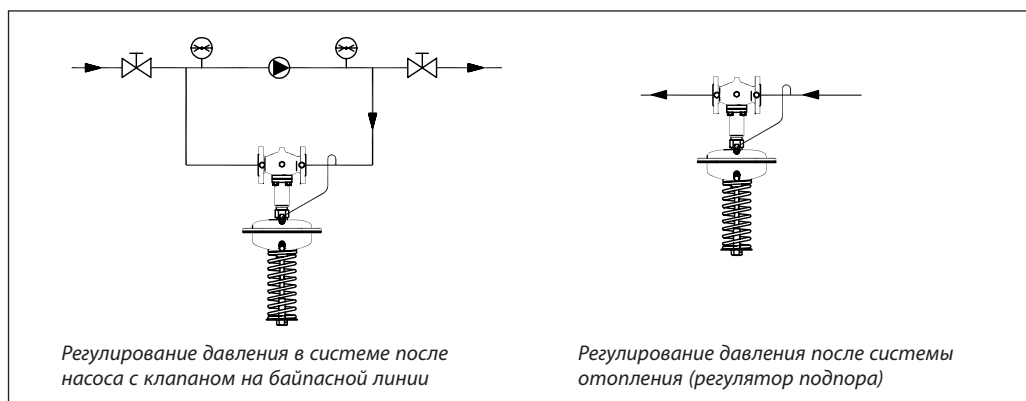 Регулирование давления в системе после
насоса с клапаном на байпасной линии
Регулирование давления после системы
отопления (регулятор подпора)